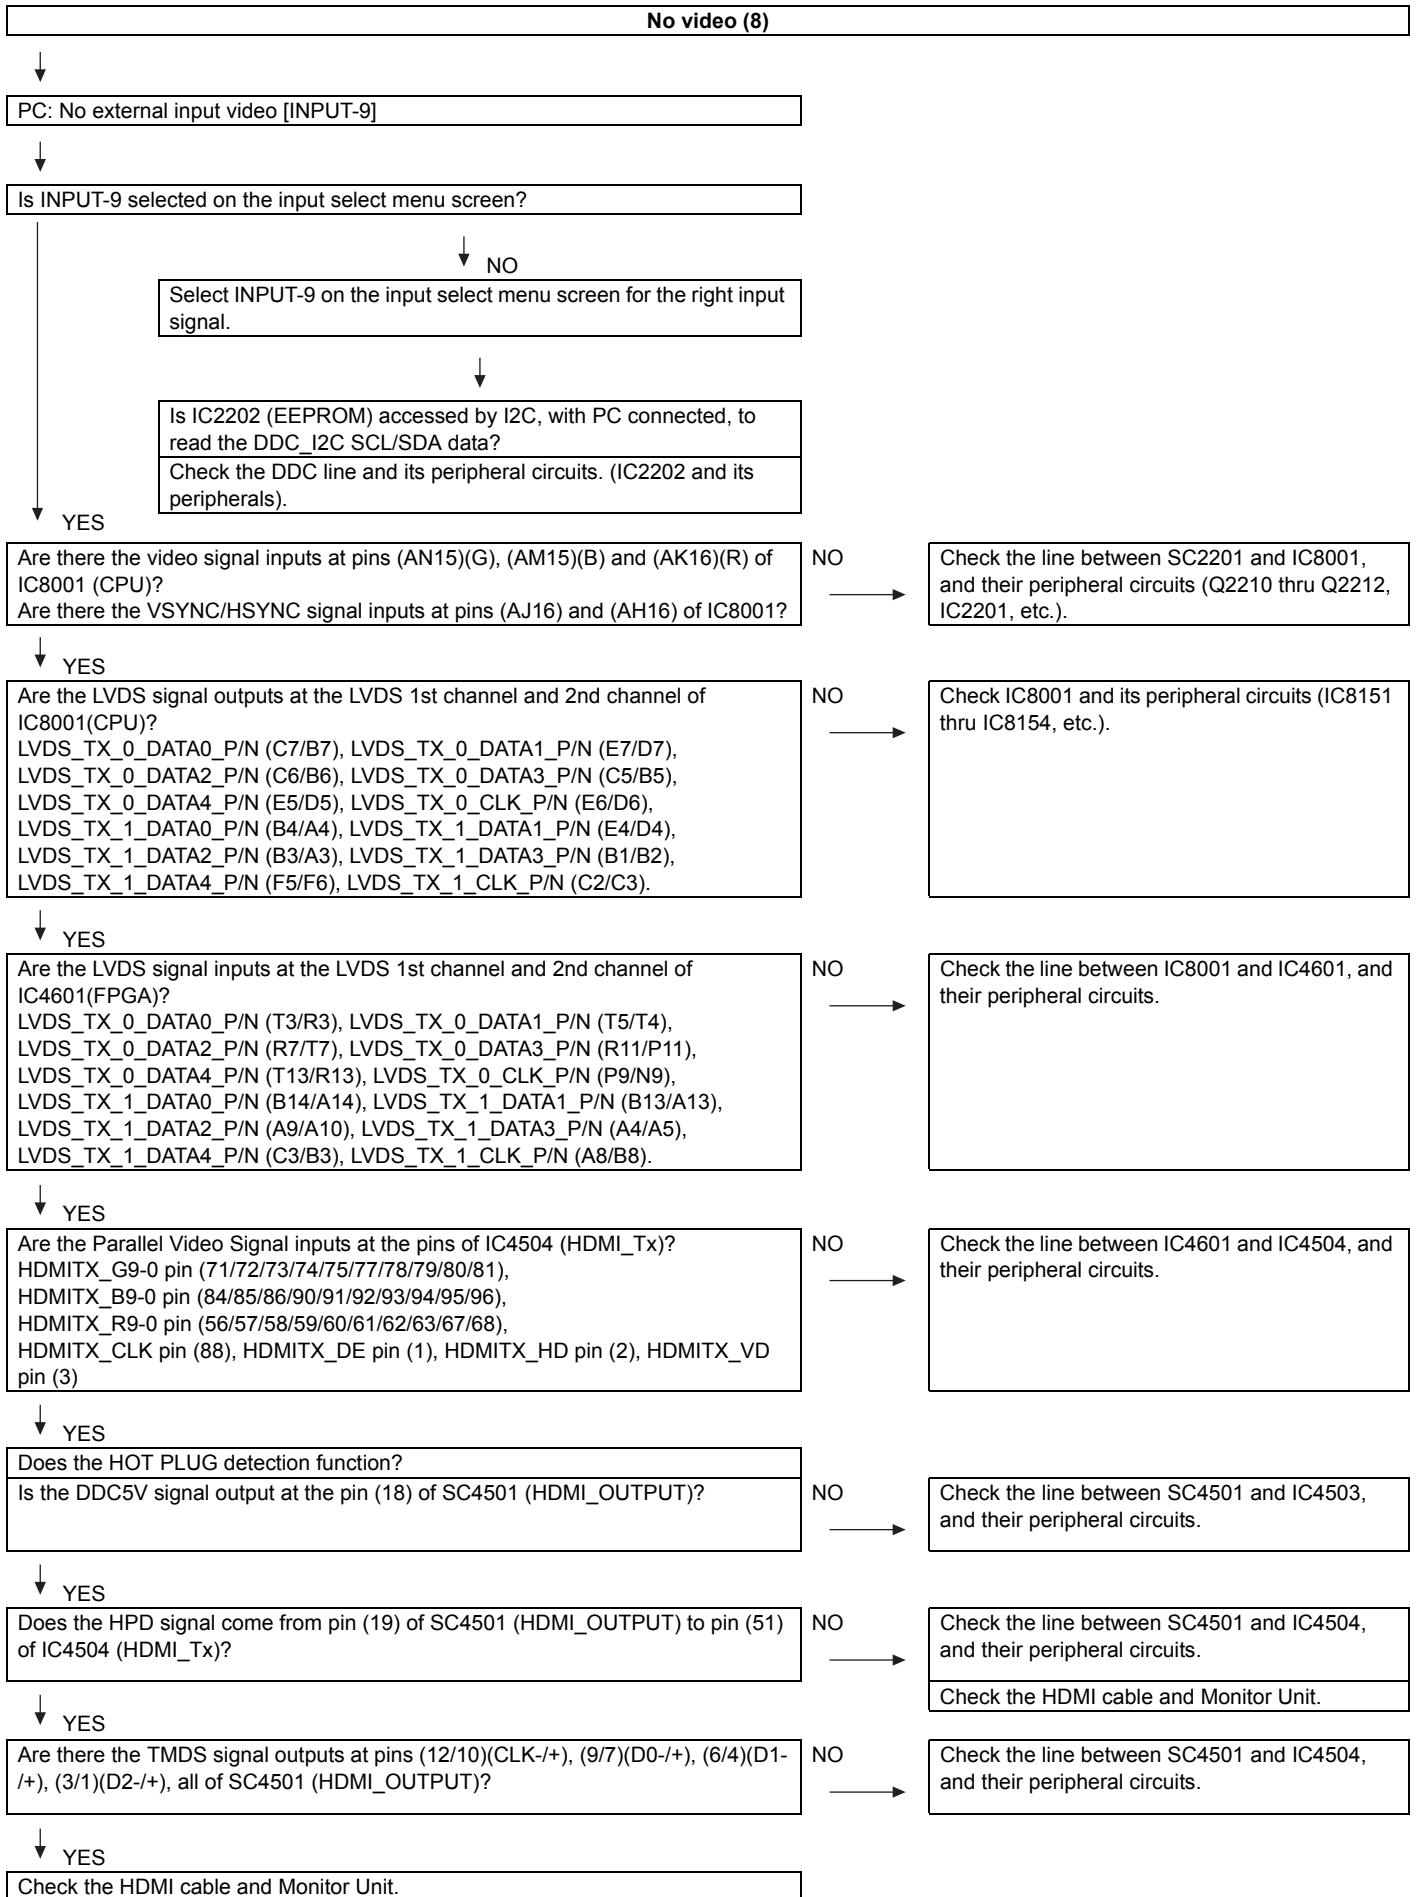 No video (8)
PC: No external input video [INPUT-9]
Is INPUT-9 selected on the input select menu screen?
NO
Select INPUT-9 on the input select menu screen for the right input
signal.
Is IC2202 (EEPROM) accessed by I2C, with PC connected, to
read the DDC_I2C SCL/SDA data?
Check the DDC line and its peripheral circuits. (IC2202 and its
peripherals).
YES
Are there the video signal inputs at pins (AN15)(G), (AM15)(B) and (AK16)(R) of
IC8001 (CPU)?
Are there the VSYNC/HSYNC signal inputs at pins (AJ16) and (AH16) of IC8001?
NO
Check the line between SC2201 and IC8001,
and their peripheral circuits (Q2210 thru Q2212,
IC2201, etc.).
YES
Are the LVDS signal outputs at the LVDS 1st channel and 2nd channel of
IC8001(CPU)?
LVDS_TX_0_DATA0_P/N (C7/B7), LVDS_TX_0_DATA1_P/N (E7/D7),
LVDS_TX_0_DATA2_P/N (C6/B6), LVDS_TX_0_DATA3_P/N (C5/B5),
LVDS_TX_0_DATA4_P/N (E5/D5), LVDS_TX_0_CLK_P/N (E6/D6),
LVDS_TX_1_DATA0_P/N (B4/A4), LVDS_TX_1_DATA1_P/N (E4/D4),
LVDS_TX_1_DATA2_P/N (B3/A3), LVDS_TX_1_DATA3_P/N (B1/B2),
LVDS_TX_1_DATA4_P/N (F5/F6), LVDS_TX_1_CLK_P/N (C2/C3).
NO
Check IC8001 and its peripheral circuits (IC8151
thru IC8154, etc.).
YES
Are the LVDS signal inputs at the LVDS 1st channel and 2nd channel of
IC4601(FPGA)?
LVDS_TX_0_DATA0_P/N (T3/R3), LVDS_TX_0_DATA1_P/N (T5/T4),
LVDS_TX_0_DATA2_P/N (R7/T7), LVDS_TX_0_DATA3_P/N (R11/P11),
LVDS_TX_0_DATA4_P/N (T13/R13), LVDS_TX_0_CLK_P/N (P9/N9),
LVDS_TX_1_DATA0_P/N (B14/A14), LVDS_TX_1_DATA1_P/N (B13/A13),
LVDS_TX_1_DATA2_P/N (A9/A10), LVDS_TX_1_DATA3_P/N (A4/A5),
LVDS_TX_1_DATA4_P/N (C3/B3), LVDS_TX_1_CLK_P/N (A8/B8).
NO
Check the line between IC8001 and IC4601, and
their peripheral circuits.
YES
Are the Parallel Video Signal inputs at the pins of IC4504 (HDMI_Tx)?
HDMITX_G9-0 pin (71/72/73/74/75/77/78/79/80/81),
HDMITX_B9-0 pin (84/85/86/90/91/92/93/94/95/96),
HDMITX_R9-0 pin (56/57/58/59/60/61/62/63/67/68),
HDMITX_CLK pin (88), HDMITX_DE pin (1), HDMITX_HD pin (2), HDMITX_VD
pin (3)
NO
Check the line between IC4601 and IC4504, and
their peripheral circuits.
YES
Does the HOT PLUG detection function?
Is the DDC5V signal output at the pin (18) of SC4501 (HDMI_OUTPUT)?
NO
Check the line between SC4501 and IC4503,
and their peripheral circuits.
YES
Does the HPD signal come from pin (19) of SC4501 (HDMI_OUTPUT) to pin (51)
of IC4504 (HDMI_Tx)?
NO
Check the line between SC4501 and IC4504,
and their peripheral circuits.
Check the HDMI cable and Monitor Unit.
YES
Are there the TMDS signal outputs at pins (12/10)(CLK-/+), (9/7)(D0-/+), (6/4)(D1-
/+), (3/1)(D2-/+), all of SC4501 (HDMI_OUTPUT)?
NO
Check the line between SC4501 and IC4504,
and their peripheral circuits.
YES
Check the HDMI cable and Monitor Unit.